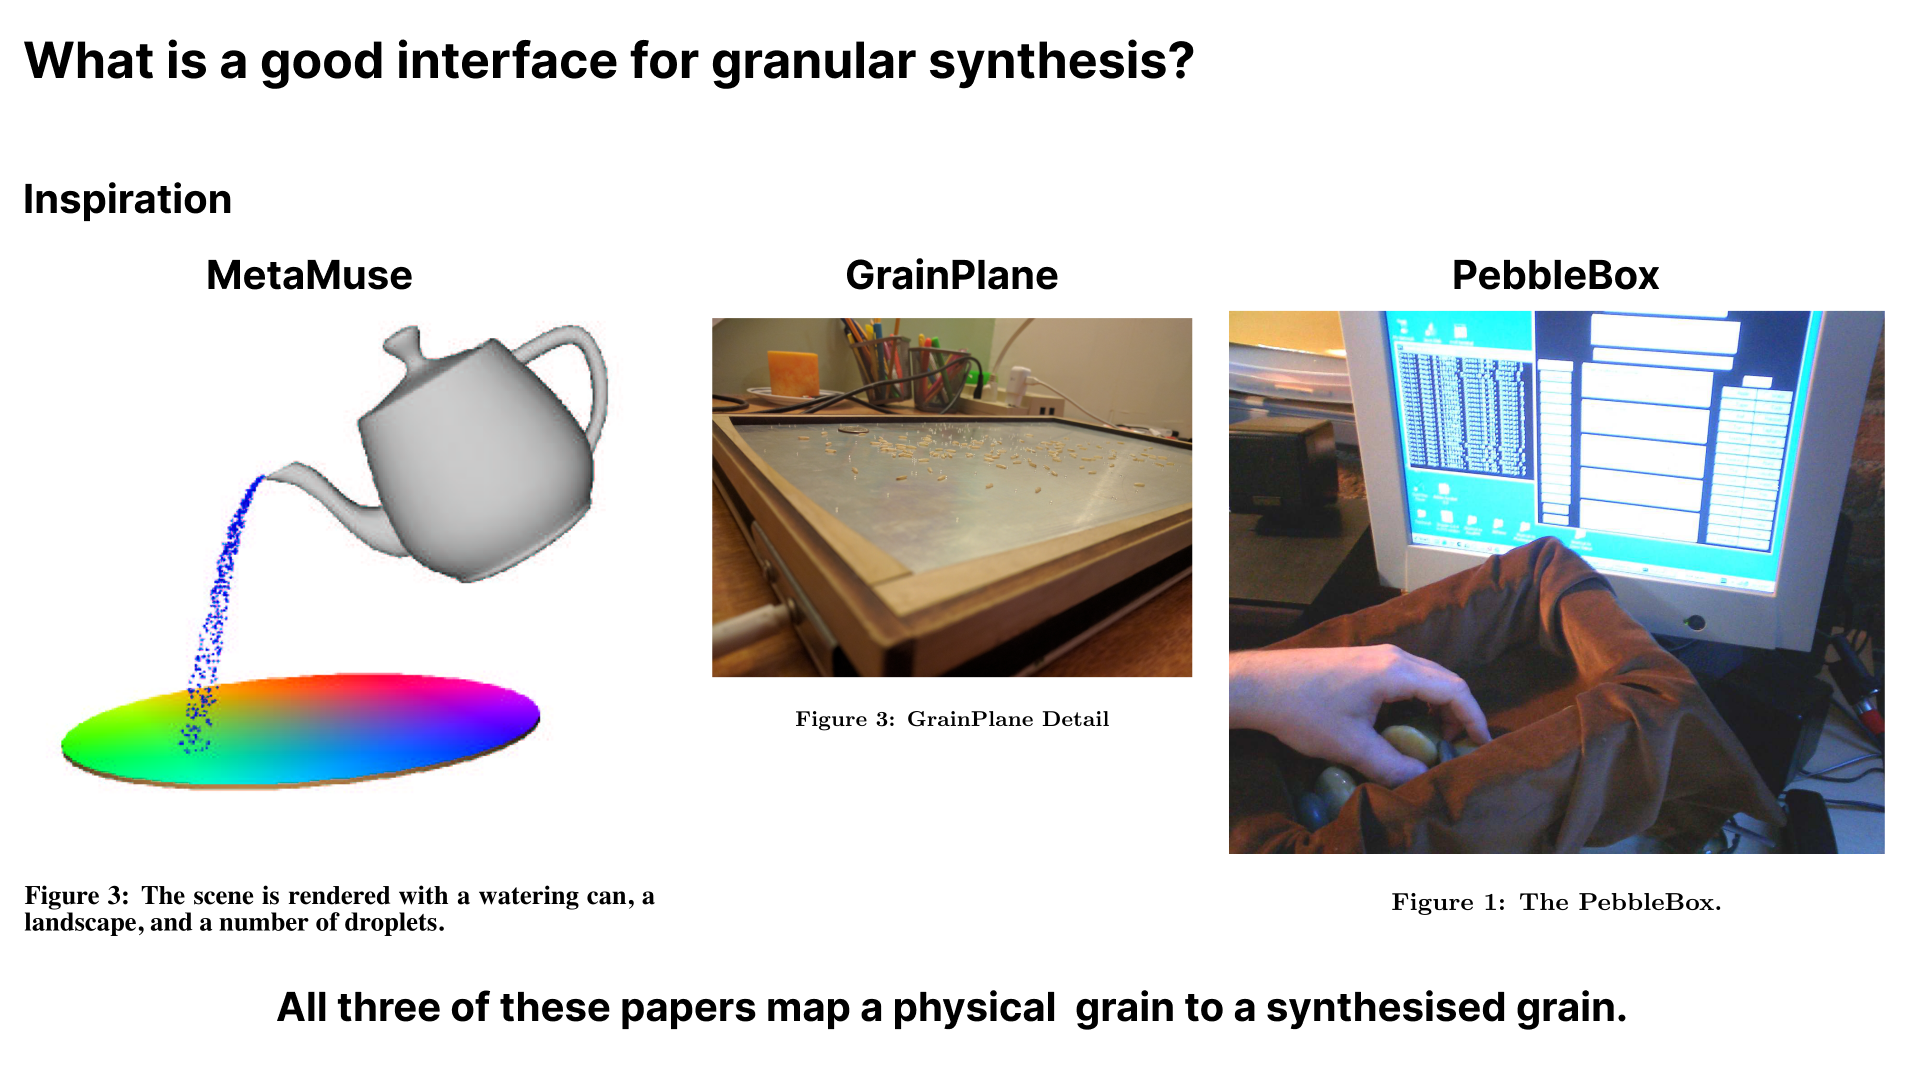 What is a good interface for granular synthesis?
Inspiration
MetaMuse
GrainPlane
PebbleBox
Figure 3: GrainPlane Detail
Figure 3: The scene is rendered with a watering can, a
landscape, and a number of droplets.
Figure 1: The PebbleBox.
All three of these papers map a physical  grain to a synthesised grain.